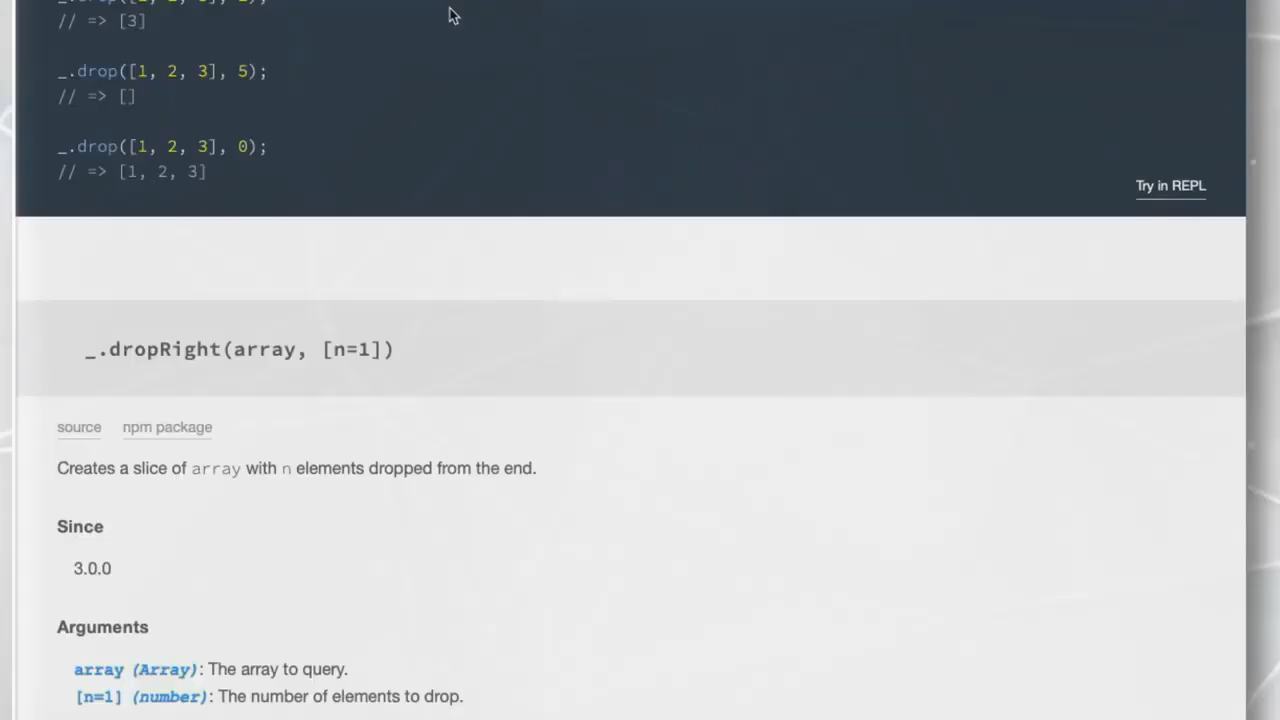 // => [3]
_.drop([1, 2, 3], 5);
// => []
_.drop([1, 2, 3], 0);
// => [1, 2, 3]
Try in REPL
_.dropRight(array, [n=1])
source npm package
Creates a slice of array with n elements dropped from the end.
Since
3.0.0
Arguments
array (Array): The array to query.
[n=1] (number): The number of elements to drop.